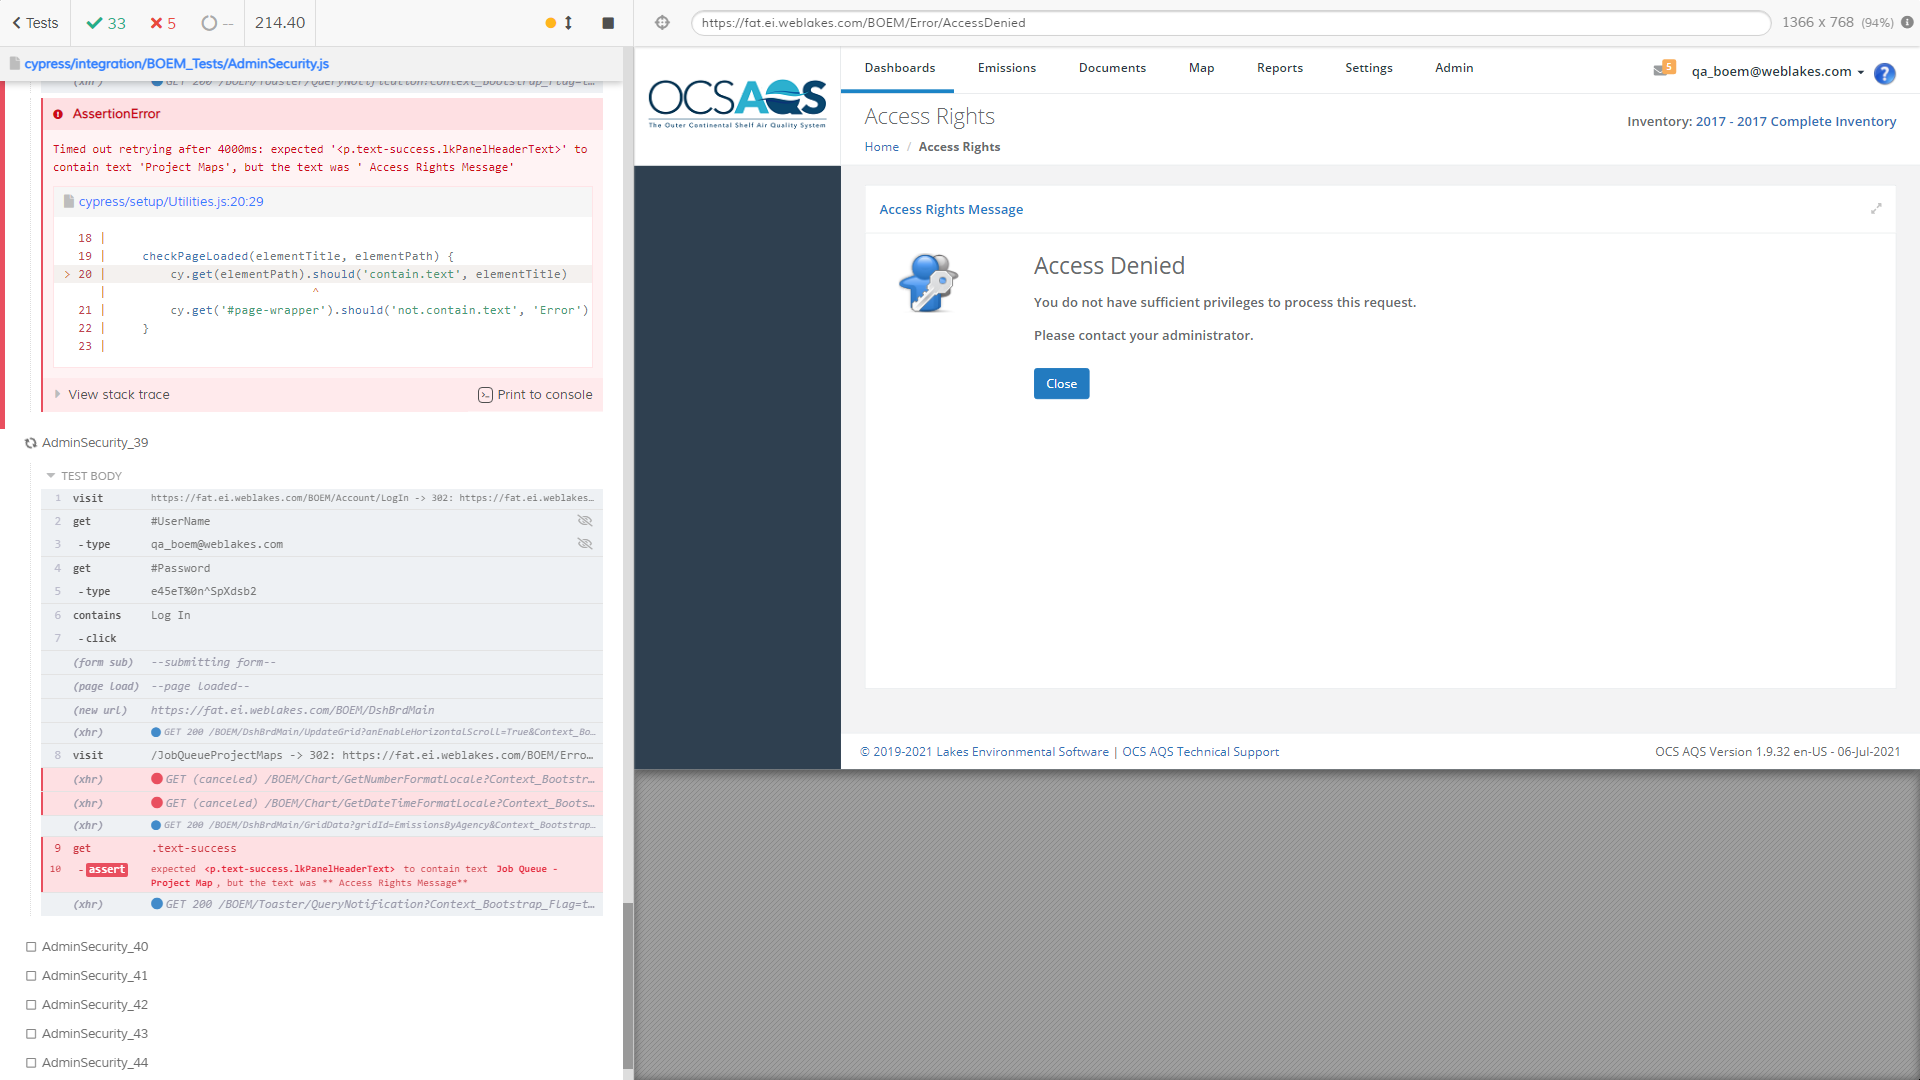 Tests
33
5
--
214.40
https://fat.ei.weblakes.com/BOEM/Error/AccessDenied
1366 x 768 (94%)
cypress/integration/BOEM_Tests/AdminSecurity.js
(xhr) GET 200 /BOEM/Toaster/QueryNotification?Context_Bootstrap_Flag=t...
AssertionError
Timed out retrying after 4000ms: expected '<p.text-success.lkPanelHeaderText>' to
contain text 'Project Maps', but the text was ' Access Rights Message'
cypress/setup/Utilities.js:20:29
18 |
19 | checkPageLoaded(elementTitle, elementPath) {
> 20 | cy.get(elementPath).should('contain.text', elementTitle)
| ^
21 | cy.get('#page-wrapper').should('not.contain.text', 'Error')
22 | }
23 |
View stack trace
Print to console
AdminSecurity_39
TEST BODY
1 visit https://fat.ei.weblakes.com/BOEM/Account/LogIn -> 302: https://fat.ei.weblakes...
2 get #UserName
3 -type qa_boem@weblakes.com
4 get #Password
5 -type e45eT%0n^SpXdsb2
6 contains Log In
7 -click
(form sub) --submitting form--
(page load) --page loaded--
(new url) https://fat.ei.weblakes.com/BOEM/DshBrdMain
(xhr) GET 200 /BOEM/DshBrdMain/UpdateGrid?anEnableHorizontalScroll=True&Context_Bo...
8 visit /JobQueueProjectMaps -> 302: https://fat.ei.weblakes.com/BOEM/Erro...
(xhr) GET (canceled) /BOEM/Chart/GetNumberFormatLocale?Context_Bootstr...
(xhr) GET (canceled) /BOEM/Chart/GetDateTimeFormatLocale?Context_Boots...
(xhr) GET 200 /BOEM/DshBrdMain/GridData?gridId=EmissionsByAgency&Context_Bootstrap...
9 get .text-success
10 -assert expected <p.text-success.lkPanelHeaderText> to contain text Job Queue -
Project Map , but the text was ** Access Rights Message**
(xhr) GET 200 /BOEM/Toaster/QueryNotification?Context_Bootstrap_Flag=t...
AdminSecurity_40
AdminSecurity_41
AdminSecurity_42
AdminSecurity_43
AdminSecurity_44
OCSAQS
The Outer Continental Shelf Air Quality System
Dashboards
Emissions
Documents
Map
Reports
Settings
Admin
5
qa_boem@weblakes.com
?
Access Rights
Inventory: 2017 - 2017 Complete Inventory
Home / Access Rights
Access Rights Message
Access Denied
You do not have sufficient privileges to process this request.
Please contact your administrator.
Close
© 2019-2021 Lakes Environmental Software | OCS AQS Technical Support
OCS AQS Version 1.9.32 en-US - 06-Jul-2021